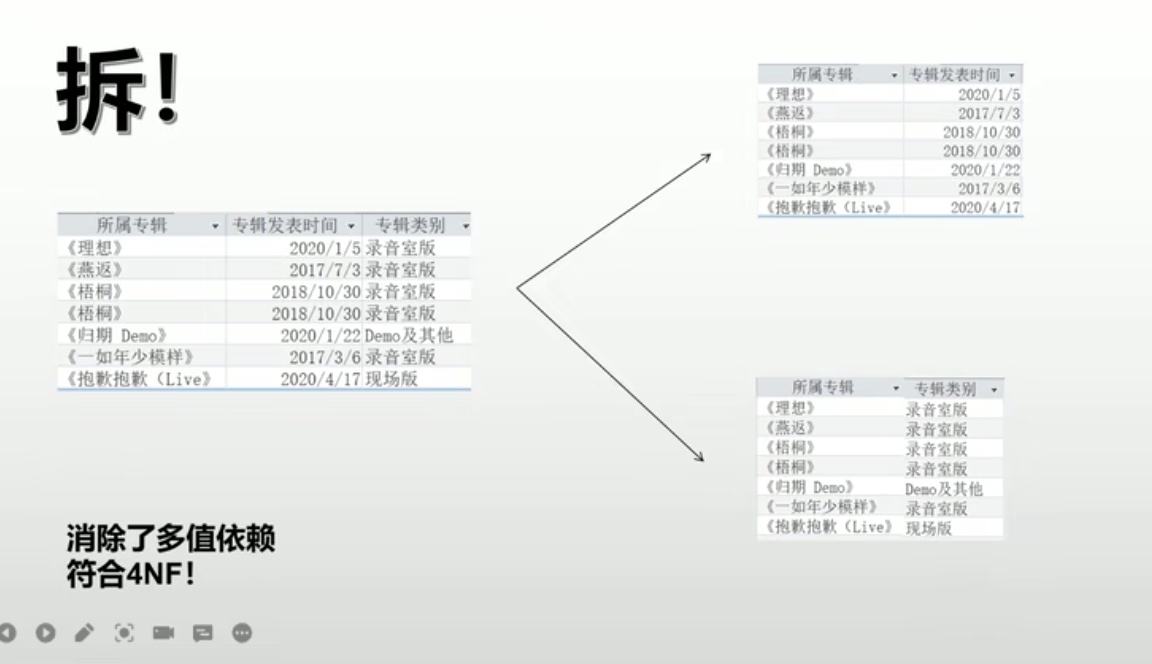 拆！
所属专辑 专辑发表时间 专辑类别
《理想》 2020/1/5 录音室版
《燕返》 2017/7/3 录音室版
《梧桐》 2018/10/30 录音室版
《梧桐》 2018/10/30 录音室版
《归期 Demo》 2020/1/22 Demo及其他
《一如年少模样》 2017/3/6 录音室版
《抱歉抱歉（Live》 2020/4/17 现场版
所属专辑 专辑发表时间
《理想》 2020/1/5
《燕返》 2017/7/3
《梧桐》 2018/10/30
《梧桐》 2018/10/30
《归期 Demo》 2020/1/22
《一如年少模样》 2017/3/6
《抱歉抱歉（Live》 2020/4/17
所属专辑 专辑类别
《理想》 录音室版
《燕返》 录音室版
《梧桐》 录音室版
《梧桐》 录音室版
《归期 Demo》 Demo及其他
《一如年少模样》 录音室版
《抱歉抱歉（Live》 现场版
消除了多值依赖
符合4NF！